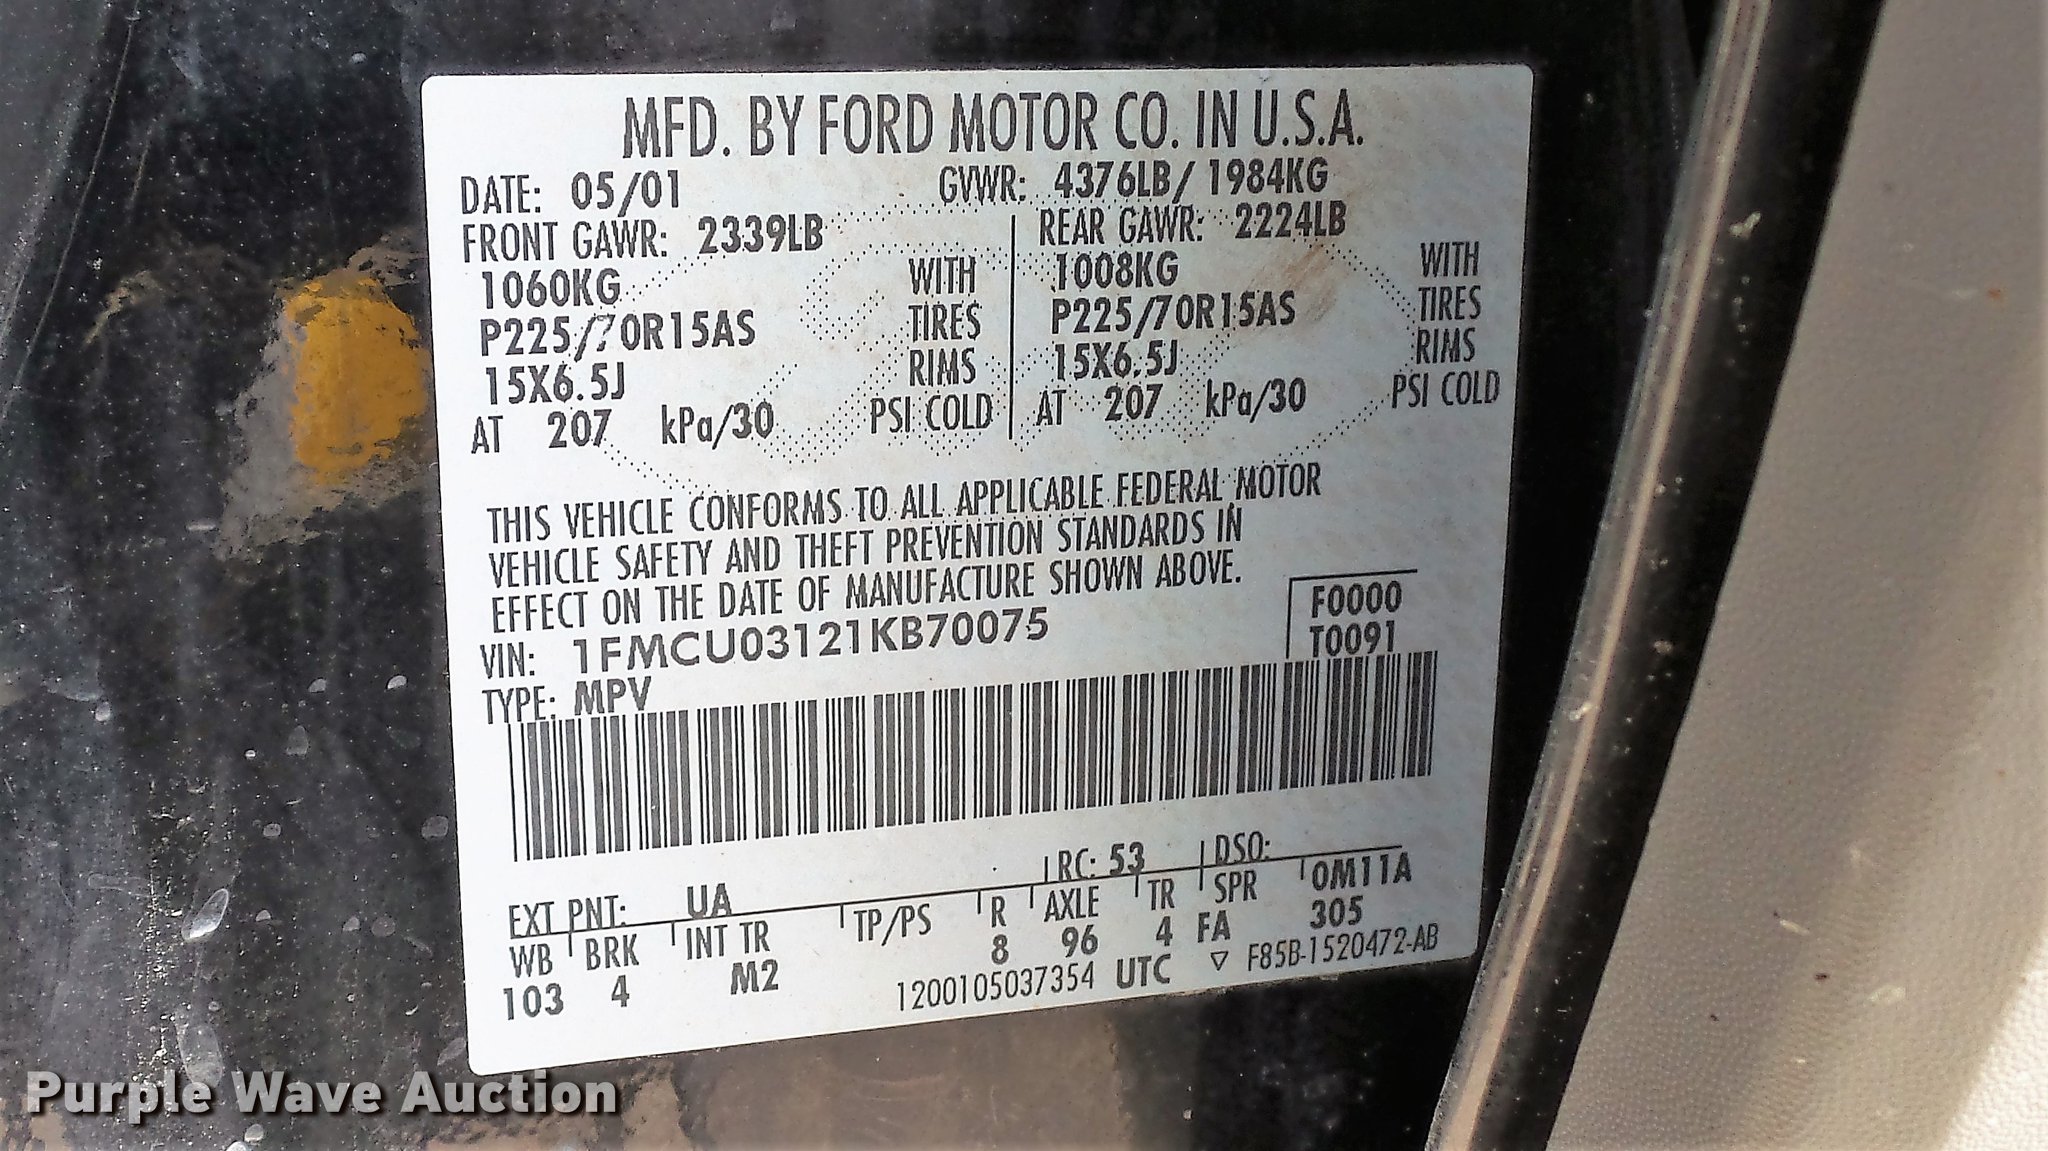 MFD. BY FORD MOTOR CO. IN U.S.A.
DATE: 05/01 GVWR: 4376LB/ 1984KG
FRONT GAWR: 2339LB REAR GAWR: 2224LB
1060KG WITH 1008KG WITH
P225/70R15AS TIRES P225/70R15AS TIRES
15X6.5J RIMS 15X6.5J RIMS
AT 207 kPa/30 PSI COLD AT 207 kPa/30 PSI COLD
THIS VEHICLE CONFORMS TO ALL APPLICABLE FEDERAL MOTOR
VEHICLE SAFETY AND THEFT PREVENTION STANDARDS IN
EFFECT ON THE DATE OF MANUFACTURE SHOWN ABOVE.
VIN: 1FMCU03121KB70075 F0000
TYPE: MPV T0091
EXT PNT: UA RC: 53 DSO:
WB BRK INT TR TP/PS R AXLE TR SPR 0M11A
103 4 M2 8 96 4 FA 305
1200105037354 UTC ▽ F85B-1520472-AB
Purple Wave Auction